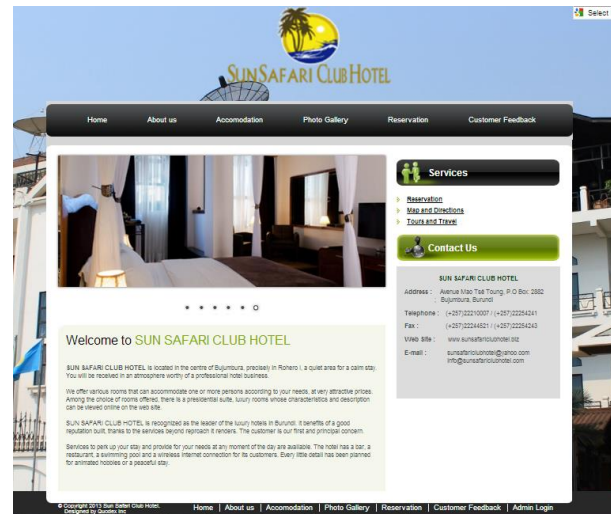 Select
SUN SAFARI CLUB HOTEL
Home About us Accomodation Photo Gallery Reservation Customer Feedback
Services
Reservation
Map and Directions
Tours and Travel
Contact Us
SUN SAFARI CLUB HOTEL
Address : Avenue Mao Tsé Toung, P.O Box: 2882
: Bujumbura, Burundi
Telephone : (+257)22210007 / (+257)22254241
Fax : (+257)22244521 / (+257)22254243
Web Site : www.sunsafariclubhotel.biz
E-mail : sunsafariclubhotel@yahoo.com
info@sunsafariclubhotel.com
Welcome to SUN SAFARI CLUB HOTEL
SUN SAFARI CLUB HOTEL is located in the centre of Bujumbura, precisely in Rohero I, a quiet area for a calm stay.
You will be received in an atmosphere worthy of a professional hotel business.
We offer various rooms that can accommodate one or more persons according to your needs, at very attractive prices.
Among the choice of rooms offered, there is a presidential suite, luxury rooms whose characteristics and description
can be viewed online on the web site.
SUN SAFARI CLUB HOTEL is recognized as the leader of the luxury hotels in Burundi. It benefits of a good
reputation built, thanks to the services beyond reproach it renders. The customer is our first and principal concern.
Services to perk up your stay and provide for your needs at any moment of the day are available. The hotel has a bar, a
restaurant, a swimming pool and a wireless internet connection for its customers. Every little detail has been planned
for animated hobbies or a peaceful stay.
© Copyright 2013 Sun Safari Club Hotel.
Designed by Quodex Inc
Home | About us | Accomodation | Photo Gallery | Reservation | Customer Feedback | Admin Login